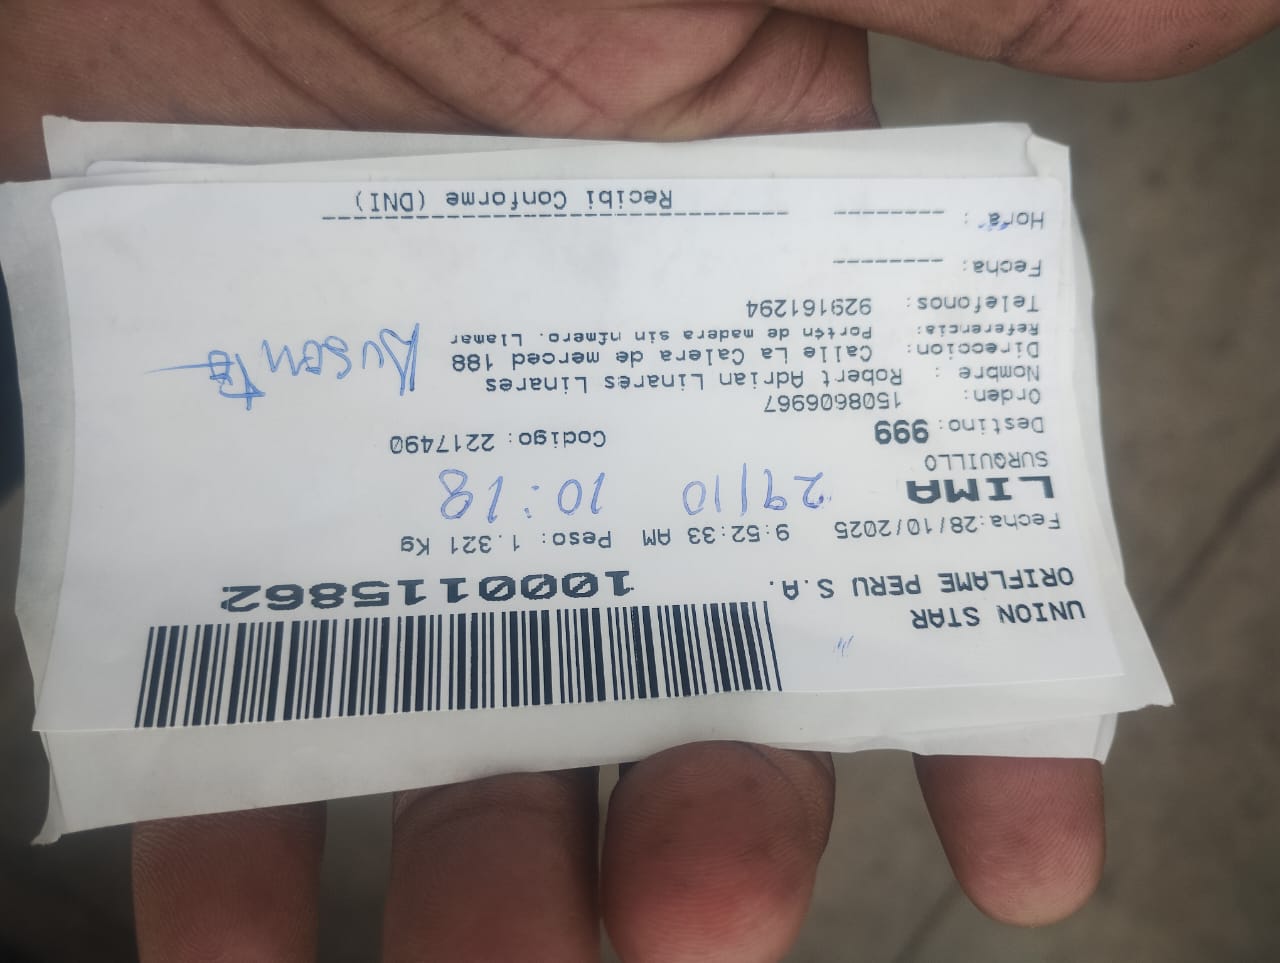 UNION STAR
ORIFLAME PERU S.A.
1000115862
Fecha:28/10/2025 9:52:33 AM Peso: 1.321 Kg
LIMA 29/10 10:18
SURQUILLO
Destino: 999 Codigo: 2217490
Orden: 1508606967
Nombre : Robert Adrian Linares Linares
Direccion: Calle La Calera de merced 188
Referencia: Portón de madera sin número. Llamar
Telefonos: 929161294
Ausente
Fecha: --------
Hora :
Recibi Conforme (DNI)